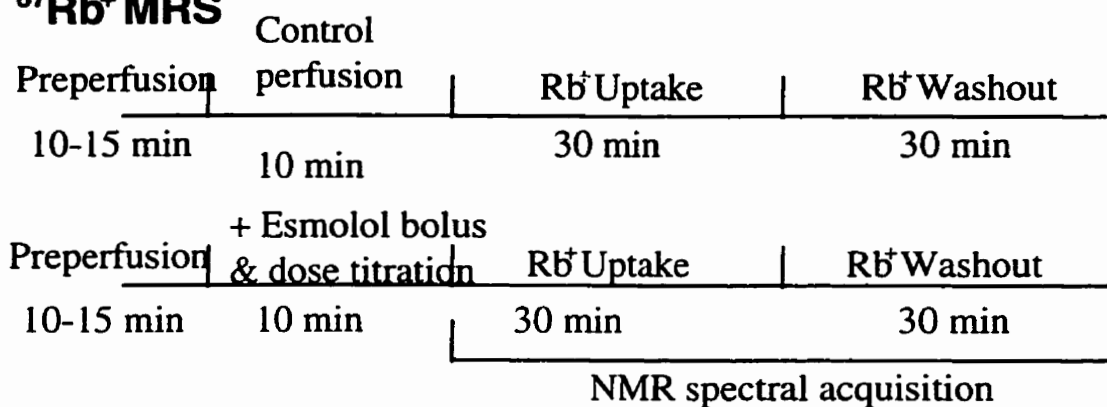 ⁸⁷Rb⁺ MRS
Control
Preperfusion perfusion Rb⁺ Uptake Rb⁺ Washout
10-15 min 10 min 30 min 30 min
+ Esmolol bolus
Preperfusion & dose titration Rb⁺ Uptake Rb⁺ Washout
10-15 min 10 min 30 min 30 min
NMR spectral acquisition